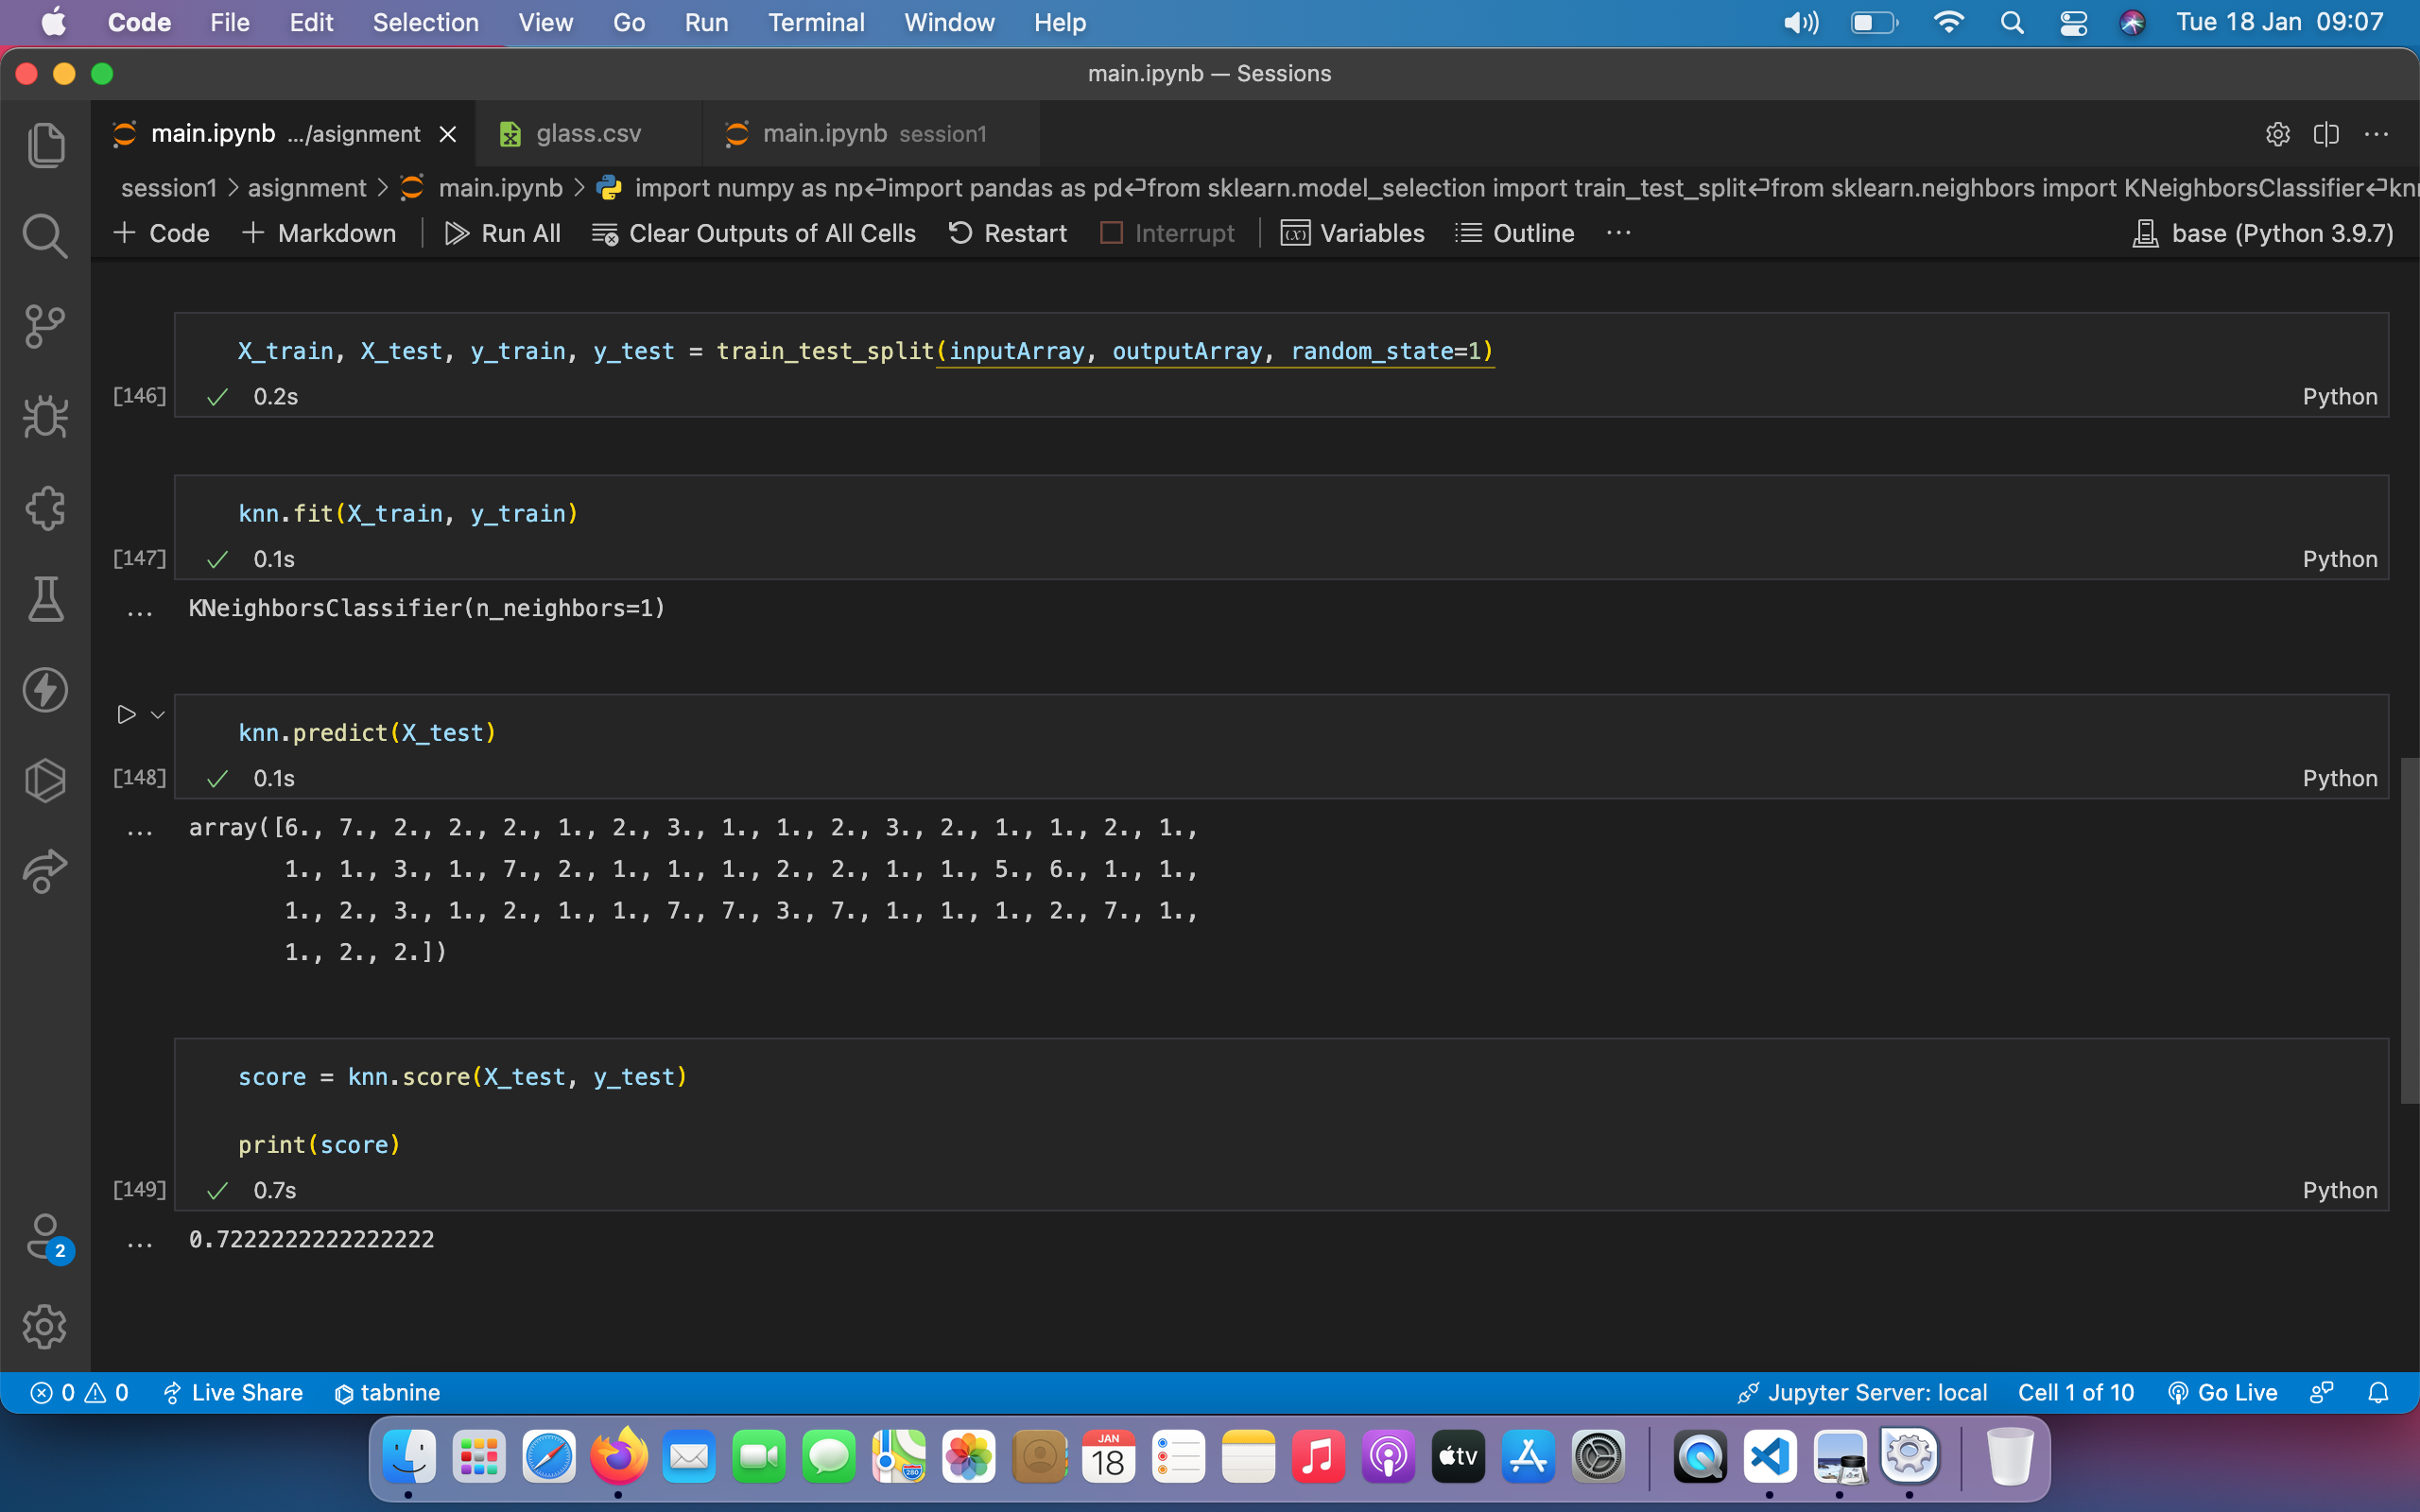 Code File Edit Selection View Go Run Terminal Window Help Tue 18 Jan 09:07
main.ipynb — Sessions
main.ipynb .../asignment glass.csv main.ipynb session1
session1 > asignment > main.ipynb > import numpy as np↵import pandas as pd↵from sklearn.model_selection import train_test_split↵from sklearn.neighbors import KNeighborsClassifier↵knn
+ Code + Markdown Run All Clear Outputs of All Cells Restart Interrupt Variables Outline ... base (Python 3.9.7)
X_train, X_test, y_train, y_test = train_test_split(inputArray, outputArray, random_state=1)
[146] ✓ 0.2s Python
knn.fit(X_train, y_train)
[147] ✓ 0.1s Python
... KNeighborsClassifier(n_neighbors=1)
knn.predict(X_test)
[148] ✓ 0.1s Python
... array([6., 7., 2., 2., 2., 1., 2., 3., 1., 1., 2., 3., 2., 1., 1., 2., 1.,
1., 1., 3., 1., 7., 2., 1., 1., 1., 2., 2., 1., 1., 5., 6., 1., 1.,
1., 2., 3., 1., 2., 1., 1., 7., 7., 3., 7., 1., 1., 1., 2., 7., 1.,
1., 2., 2.])
score = knn.score(X_test, y_test)
print(score)
[149] ✓ 0.7s Python
... 0.7222222222222222
2
0 0 Live Share tabnine Jupyter Server: local Cell 1 of 10 Go Live
JAN
18
280
tv